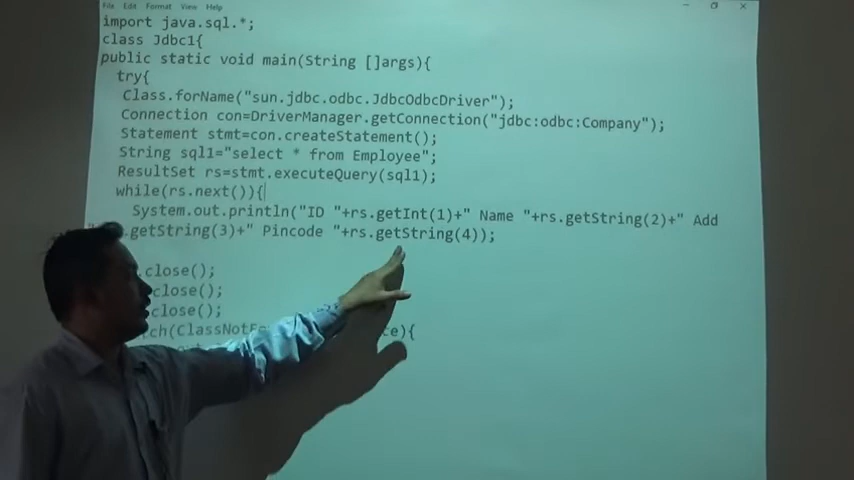 File Edit Format View Help
import java.sql.*;
class Jdbc1{
public static void main(String []args){
try{
Class.forName("sun.jdbc.odbc.JdbcOdbcDriver");
Connection con=DriverManager.getConnection("jdbc:odbc:Company");
Statement stmt=con.createStatement();
String sql1="select * from Employee";
ResultSet rs=stmt.executeQuery(sql1);
while(rs.next()){
System.out.println("ID "+rs.getInt(1)+" Name "+rs.getString(2)+" Add
.getString(3)+" Pincode "+rs.getString(4));
.close();
close();
close();
ch(ClassNotF e){